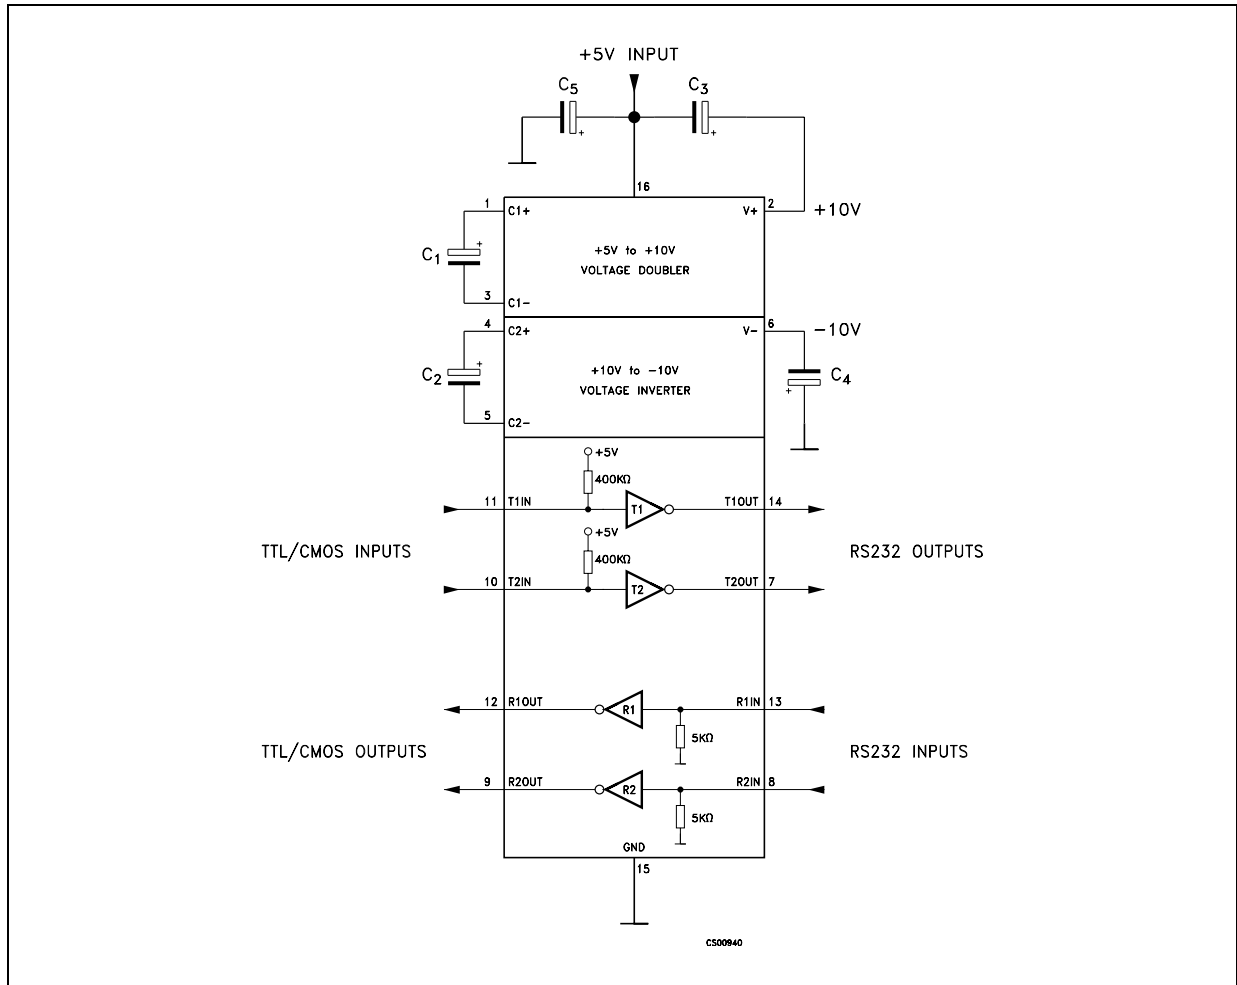 +5V INPUT
C5 C3
+ +
16
1 C1+ V+ 2 +10V
+5V to +10V
VOLTAGE DOUBLER
C1 +
3 C1-
4 C2+ V- 6 -10V
+10V to -10V
VOLTAGE INVERTER
C2 + C4 +
5 C2-
+5V
400KΩ
11 T1IN T1 T1OUT 14
+5V
TTL/CMOS INPUTS RS232 OUTPUTS
400KΩ
10 T2IN T2 T2OUT 7
12 R1OUT R1 R1IN 13
5KΩ
TTL/CMOS OUTPUTS RS232 INPUTS
9 R2OUT R2 R2IN 8
5KΩ
GND
15
CS00940